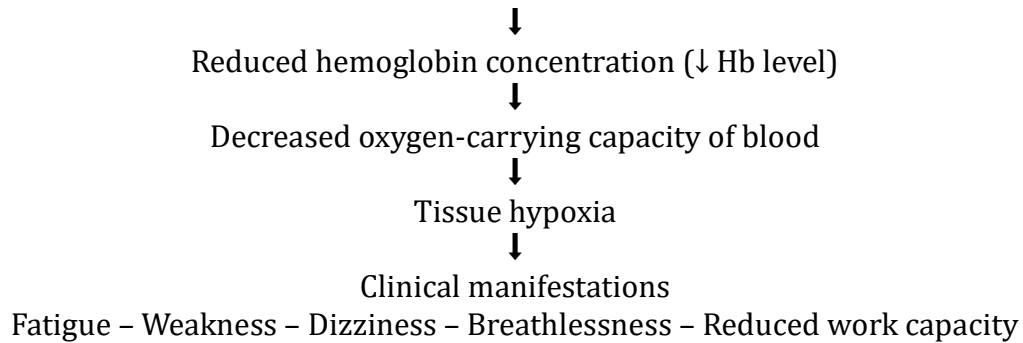 Reduced hemoglobin concentration (↓ Hb level)
Decreased oxygen-carrying capacity of blood
Tissue hypoxia
Clinical manifestations
Fatigue – Weakness – Dizziness – Breathlessness – Reduced work capacity